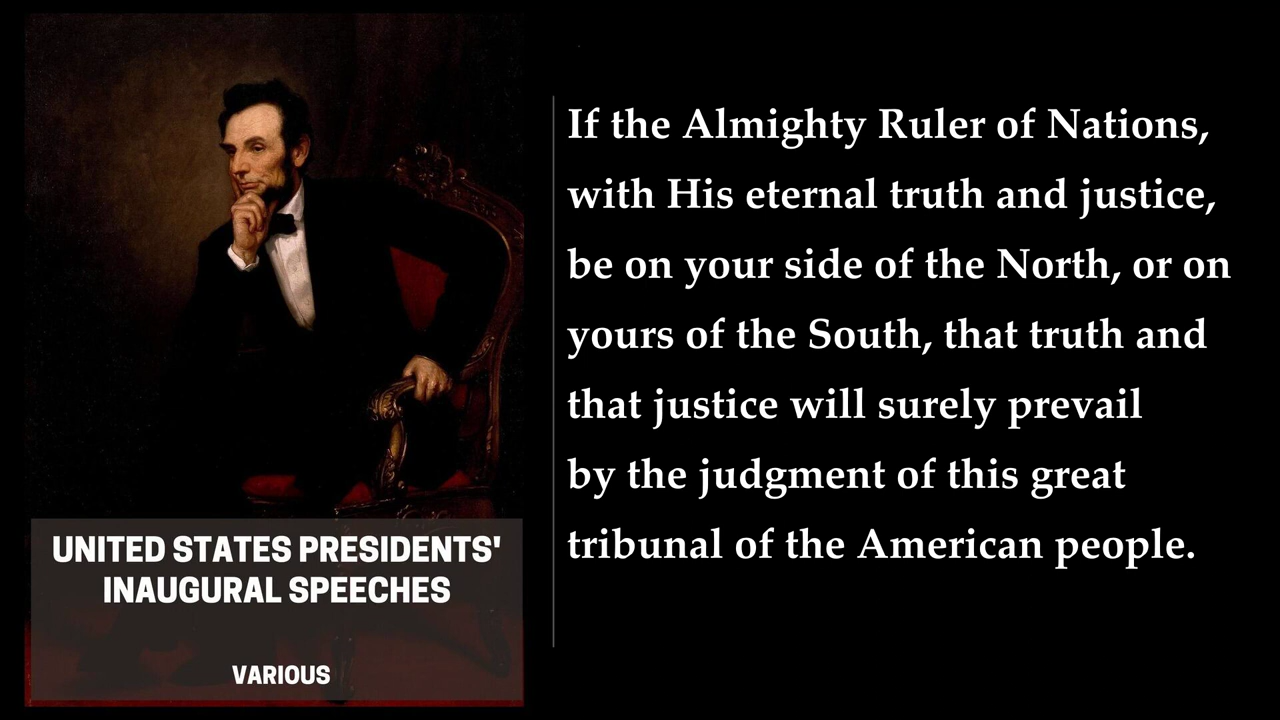 If the Almighty Ruler of Nations,
with His eternal truth and justice,
be on your side of the North, or on
yours of the South, that truth and
that justice will surely prevail
by the judgment of this great
tribunal of the American people.
UNITED STATES PRESIDENTS'
INAUGURAL SPEECHES
VARIOUS